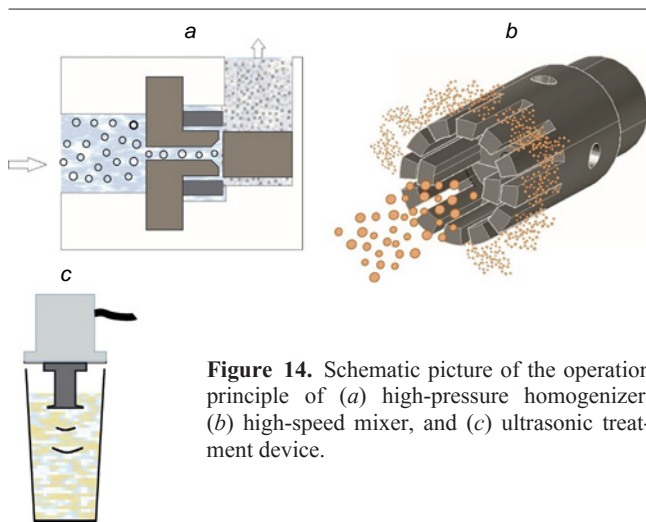 a
b
c
Figure 14. Schematic picture of the operation
principle of (a) high-pressure homogenizer,
(b) high-speed mixer, and (c) ultrasonic treat-
ment device.